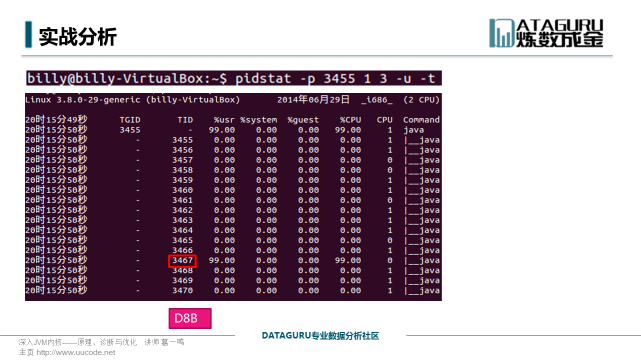 实战分析
DATAGURU
炼数成金
billy@billy-VirtualBox:~$ pidstat -p 3455 1 3 -u -t
Linux 3.8.0-29-generic (billy-VirtualBox) 2014年06月29日 _i686_ (2 CPU)
20时15分49秒 TGID TID %usr %system %guest %CPU CPU Command
20时15分50秒 3455 - 99.00 0.00 0.00 99.00 1 java
20时15分50秒 - 3455 0.00 0.00 0.00 0.00 1 |__java
20时15分50秒 - 3456 0.00 0.00 0.00 0.00 1 |__java
20时15分50秒 - 3457 0.00 0.00 0.00 0.00 0 |__java
20时15分50秒 - 3458 0.00 0.00 0.00 0.00 0 |__java
20时15分50秒 - 3459 0.00 0.00 0.00 0.00 1 |__java
20时15分50秒 - 3460 0.00 0.00 0.00 0.00 1 |__java
20时15分50秒 - 3461 0.00 0.00 0.00 0.00 0 |__java
20时15分50秒 - 3462 0.00 0.00 0.00 0.00 1 |__java
20时15分50秒 - 3463 0.00 0.00 0.00 0.00 1 |__java
20时15分50秒 - 3464 0.00 0.00 0.00 0.00 1 |__java
20时15分50秒 - 3465 0.00 0.00 0.00 0.00 0 |__java
20时15分50秒 - 3466 0.00 0.00 0.00 0.00 1 |__java
20时15分50秒 - 3467 99.00 0.00 0.00 99.00 0 |__java
20时15分50秒 - 3468 0.00 0.00 0.00 0.00 1 |__java
20时15分50秒 - 3469 0.00 0.00 0.00 0.00 1 |__java
20时15分50秒 - 3470 0.00 0.00 0.00 0.00 1 |__java
D8B
DATAGURU专业数据分析社区
深入JVM内核——原理、诊断与优化 讲师 葛一鸣
主页 http://www.uucode.net